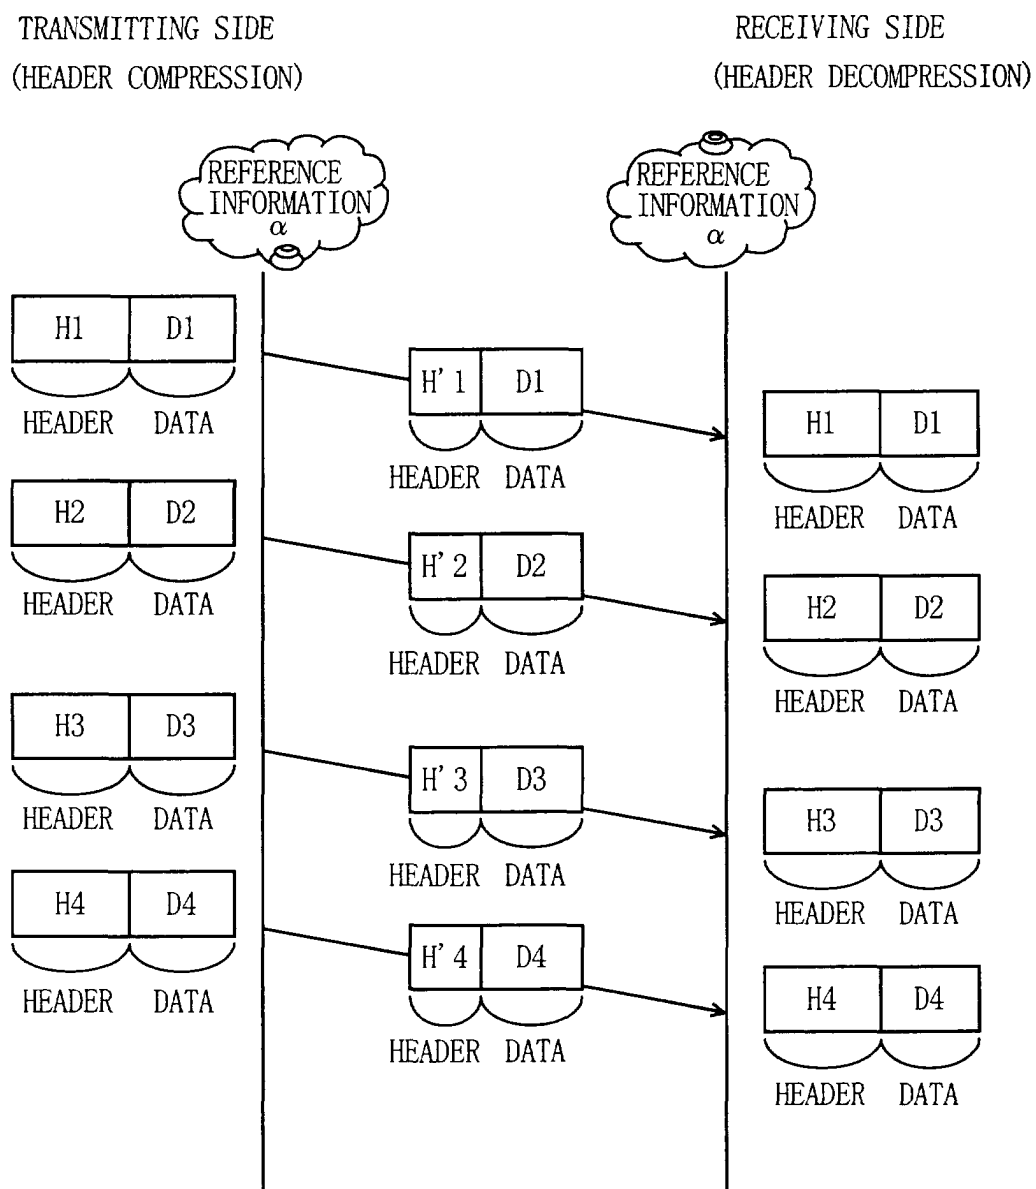 TRANSMITTING SIDE
(HEADER COMPRESSION)
RECEIVING SIDE
(HEADER DECOMPRESSION)
REFERENCE
INFORMATION
α
REFERENCE
INFORMATION
α
H1 D1
HEADER DATA
H'1 D1
HEADER DATA
H1 D1
HEADER DATA
H2 D2
HEADER DATA
H'2 D2
HEADER DATA
H2 D2
HEADER DATA
H3 D3
HEADER DATA
H'3 D3
HEADER DATA
H3 D3
HEADER DATA
H4 D4
HEADER DATA
H'4 D4
HEADER DATA
H4 D4
HEADER DATA